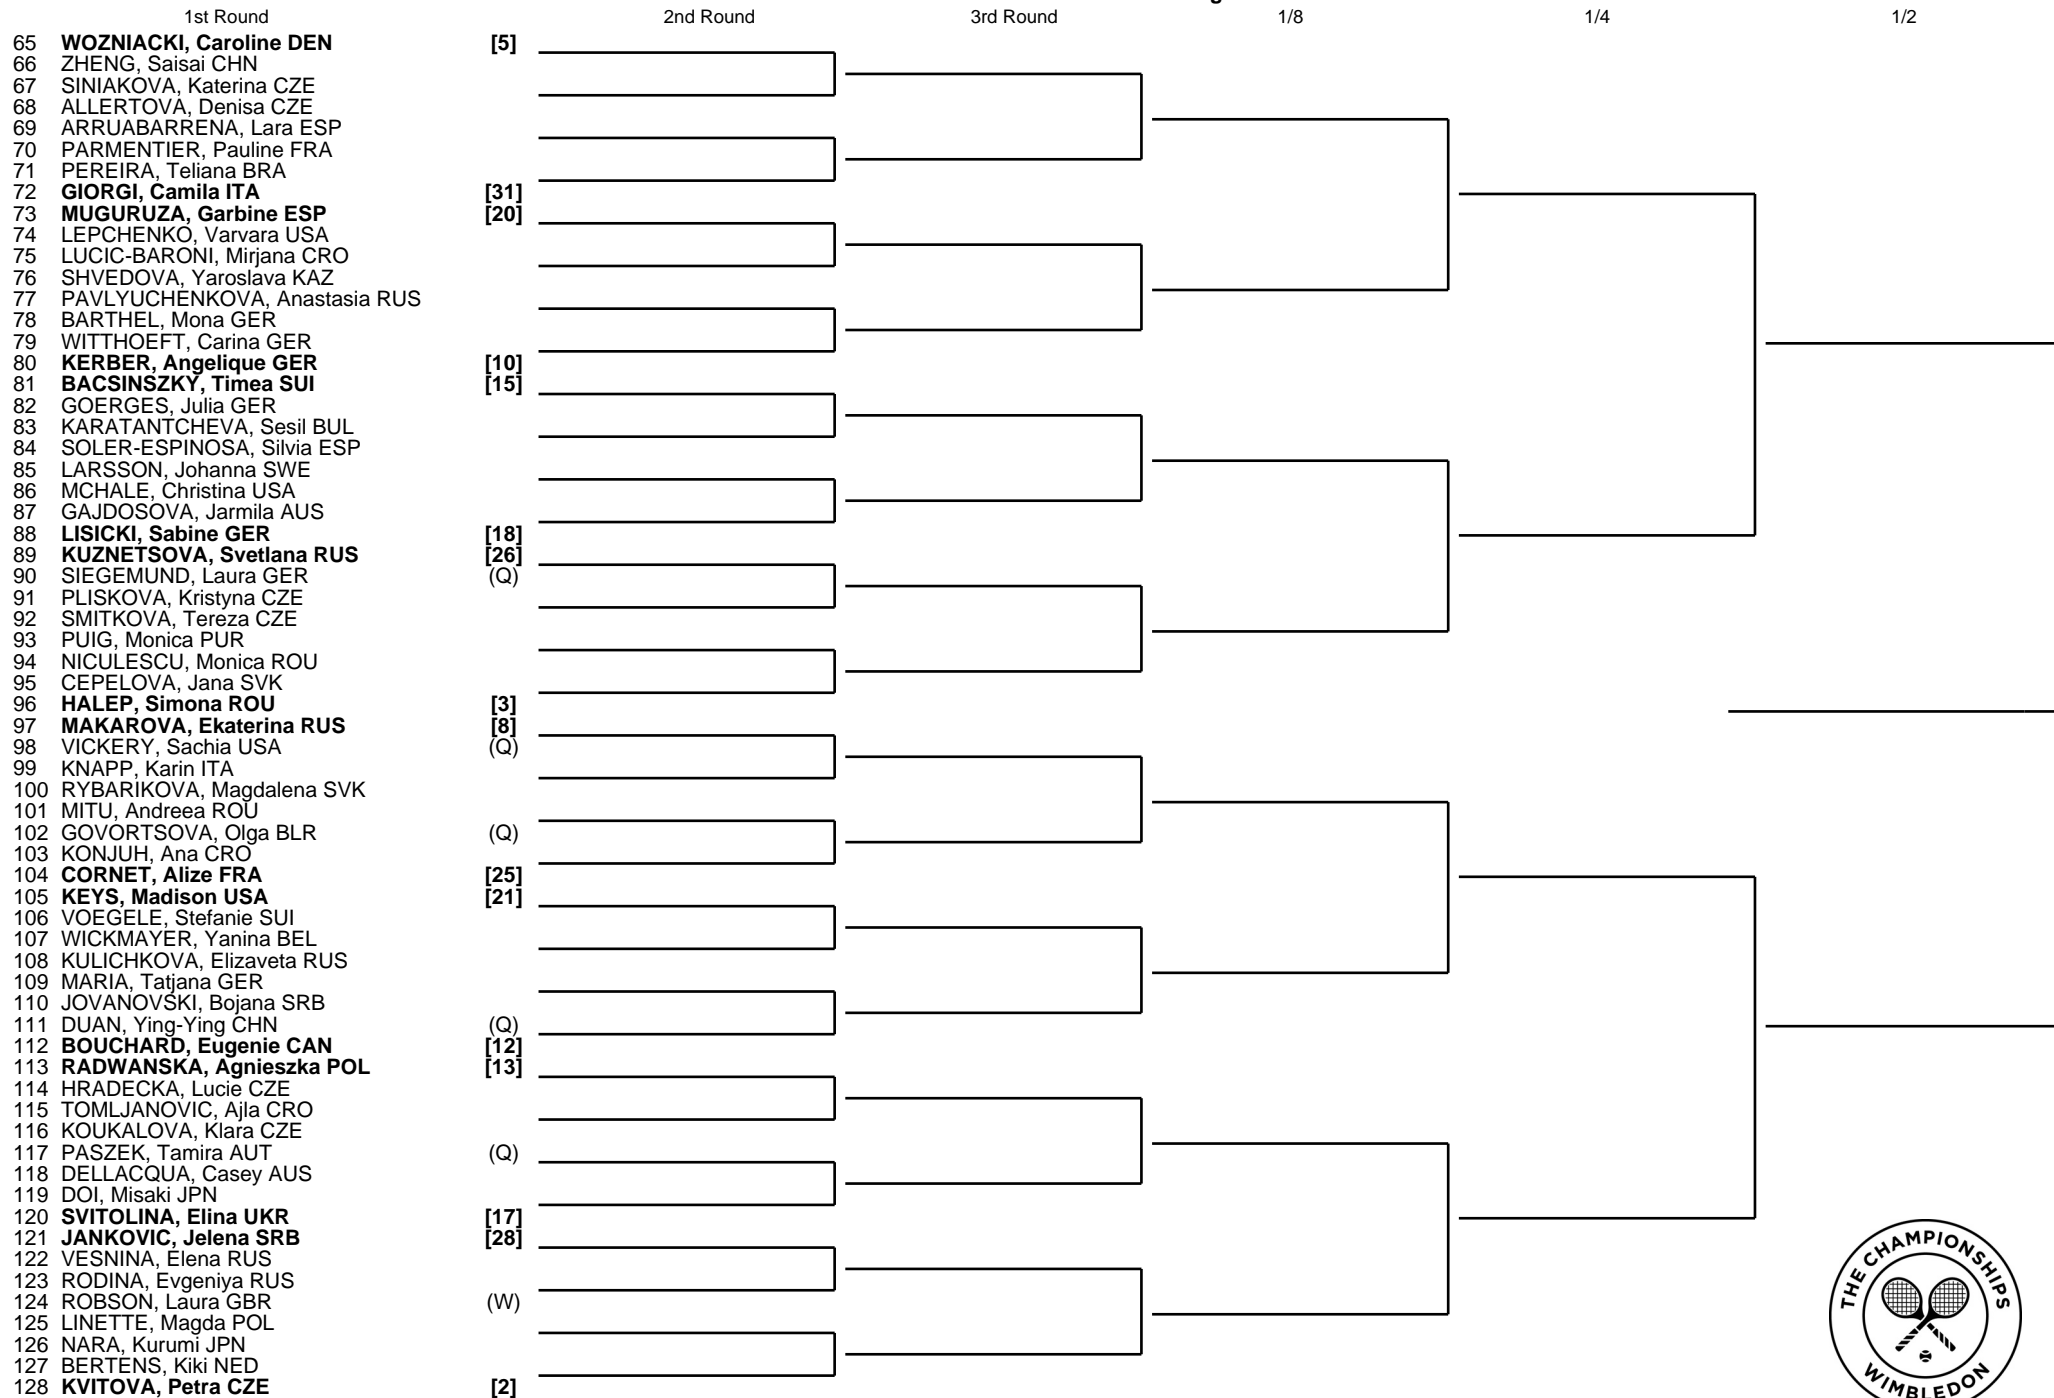 1st Round 2nd Round 3rd Round 1/8 1/4 1/2
65 WOZNIACKI, Caroline DEN [5]
66 ZHENG, Saisai CHN
67 SINIAKOVA, Katerina CZE
68 ALLERTOVA, Denisa CZE
69 ARRUABARRENA, Lara ESP
70 PARMENTIER, Pauline FRA
71 PEREIRA, Teliana BRA
72 GIORGI, Camila ITA [31]
73 MUGURUZA, Garbine ESP [20]
74 LEPCHENKO, Varvara USA
75 LUCIC-BARONI, Mirjana CRO
76 SHVEDOVA, Yaroslava KAZ
77 PAVLYUCHENKOVA, Anastasia RUS
78 BARTHEL, Mona GER
79 WITTHOEFT, Carina GER
80 KERBER, Angelique GER [10]
81 BACSINSZKY, Timea SUI [15]
82 GOERGES, Julia GER
83 KARATANTCHEVA, Sesil BUL
84 SOLER-ESPINOSA, Silvia ESP
85 LARSSON, Johanna SWE
86 MCHALE, Christina USA
87 GAJDOSOVA, Jarmila AUS
88 LISICKI, Sabine GER [18]
89 KUZNETSOVA, Svetlana RUS [26]
90 SIEGEMUND, Laura GER (Q)
91 PLISKOVA, Kristyna CZE
92 SMITKOVA, Tereza CZE
93 PUIG, Monica PUR
94 NICULESCU, Monica ROU
95 CEPELOVA, Jana SVK
96 HALEP, Simona ROU [3]
97 MAKAROVA, Ekaterina RUS [8]
98 VICKERY, Sachia USA (Q)
99 KNAPP, Karin ITA
100 RYBARIKOVA, Magdalena SVK
101 MITU, Andreea ROU
102 GOVORTSOVA, Olga BLR (Q)
103 KONJUH, Ana CRO
104 CORNET, Alize FRA [25]
105 KEYS, Madison USA [21]
106 VOEGELE, Stefanie SUI
107 WICKMAYER, Yanina BEL
108 KULICHKOVA, Elizaveta RUS
109 MARIA, Tatjana GER
110 JOVANOVSKI, Bojana SRB
111 DUAN, Ying-Ying CHN (Q)
112 BOUCHARD, Eugenie CAN [12]
113 RADWANSKA, Agnieszka POL [13]
114 HRADECKA, Lucie CZE
115 TOMLJANOVIC, Ajla CRO
116 KOUKALOVA, Klara CZE
117 PASZEK, Tamira AUT (Q)
118 DELLACQUA, Casey AUS
119 DOI, Misaki JPN
120 SVITOLINA, Elina UKR [17]
121 JANKOVIC, Jelena SRB [28]
122 VESNINA, Elena RUS
123 RODINA, Evgeniya RUS
124 ROBSON, Laura GBR (W)
125 LINETTE, Magda POL
126 NARA, Kurumi JPN
127 BERTENS, Kiki NED
128 KVITOVA, Petra CZE [2]
THE CHAMPIONSHIPS
WIMBLEDON